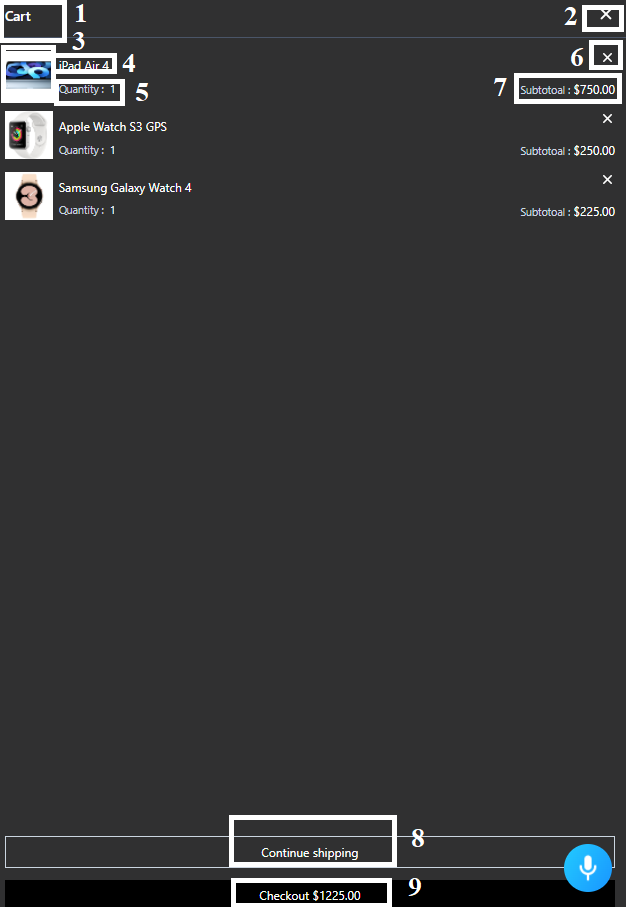 Cart 1 2 ×
3
iPad Air 4 4 6 ×
Quantity : 1 5 7 Subtotoal : $750.00
Apple Watch S3 GPS ×
Quantity : 1 Subtotoal : $250.00
Samsung Galaxy Watch 4 ×
Quantity : 1 Subtotoal : $225.00
8
Continue shipping
Checkout $1225.00 9